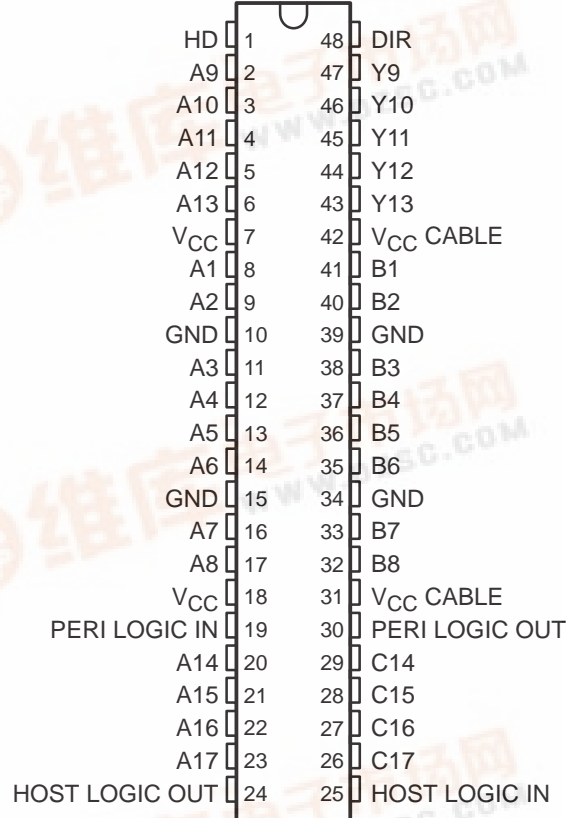 HD 1 48 DIR
A9 2 47 Y9
A10 3 46 Y10
A11 4 45 Y11
A12 5 44 Y12
A13 6 43 Y13
VCC 7 42 VCC CABLE
A1 8 41 B1
A2 9 40 B2
GND 10 39 GND
A3 11 38 B3
A4 12 37 B4
A5 13 36 B5
A6 14 35 B6
GND 15 34 GND
A7 16 33 B7
A8 17 32 B8
VCC 18 31 VCC CABLE
PERI LOGIC IN 19 30 PERI LOGIC OUT
A14 20 29 C14
A15 21 28 C15
A16 22 27 C16
A17 23 26 C17
HOST LOGIC OUT 24 25 HOST LOGIC IN